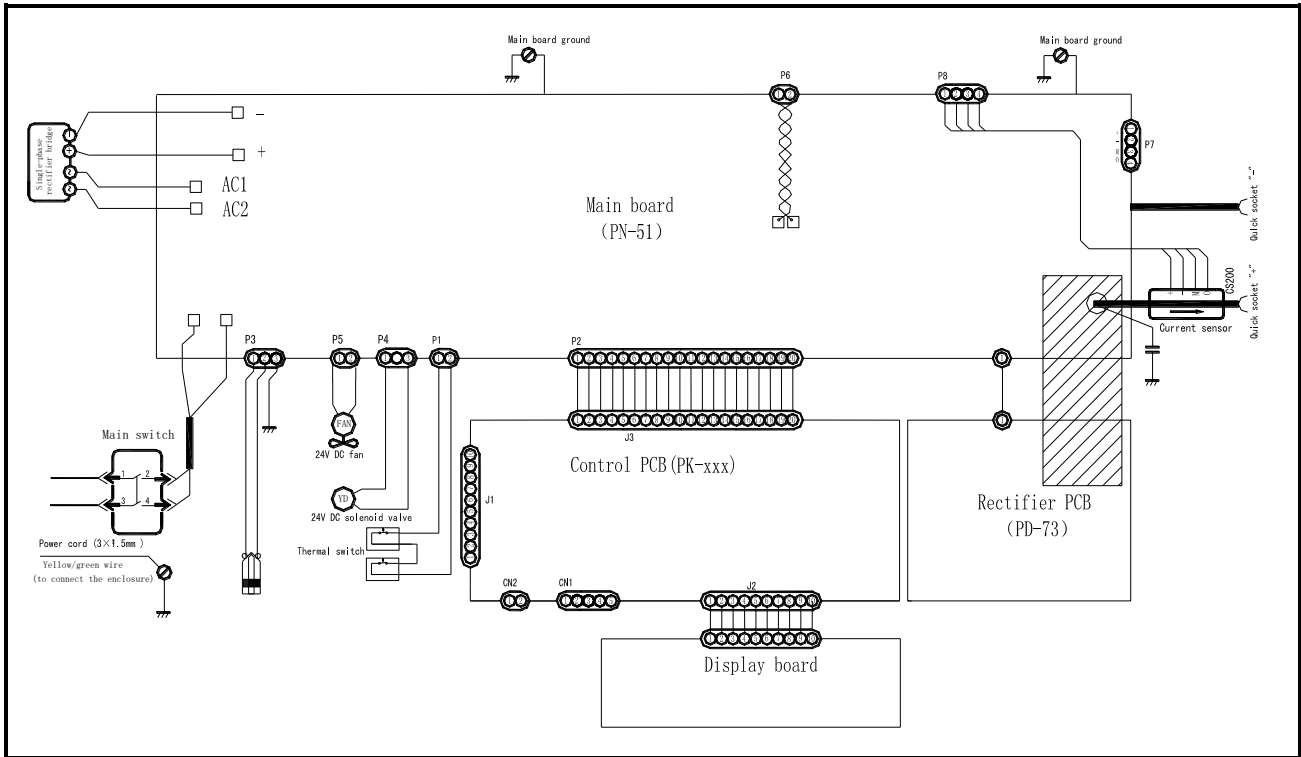 Main board ground
Main board ground
P6
P8
P7
Single-phase
rectifier bridge
-
+
AC1
AC2
Main board
(PN-51)
Quick socket "-"
CS200
Quick socket "+"
Current sensor
P3
P5
P4
P1
P2
FAN
24V DC fan
J3
Main switch
Control PCB(PK-xxx)
1
2
3
4
J1
YD
24V DC solenoid valve
Rectifier PCB
(PD-73)
Thermal switch
Power cord (3×1.5mm )
Yellow/green wire
(to connect the enclosure)
CN2
CN1
J2
Display board